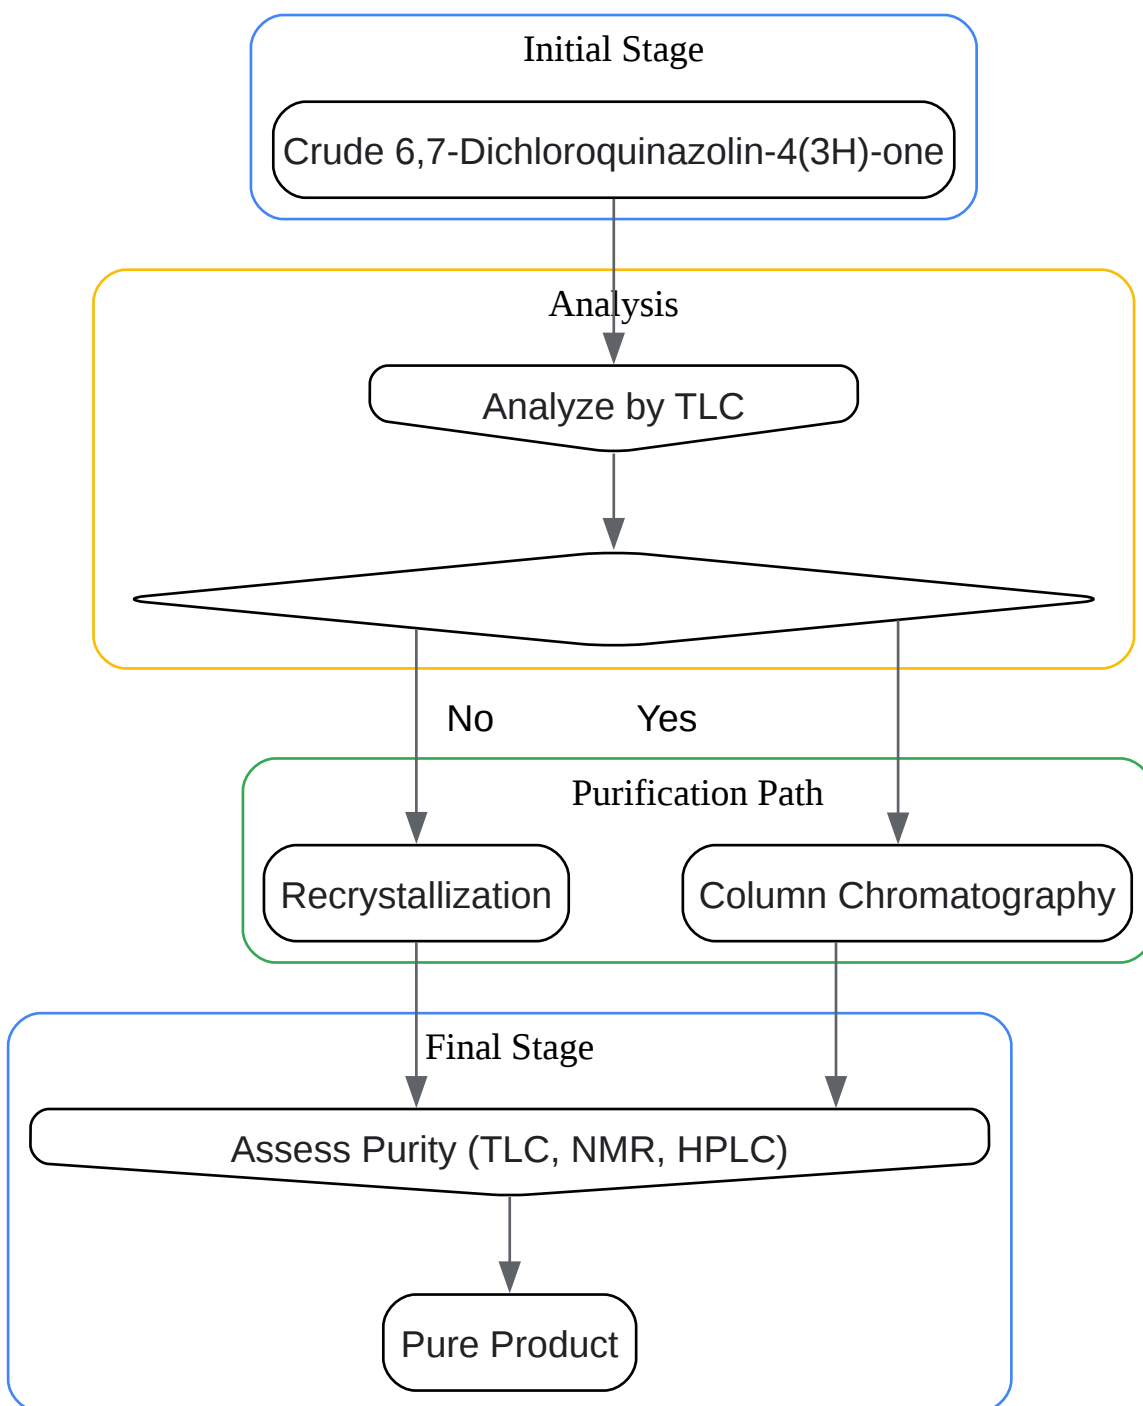 Initial Stage
Crude 6,7-Dichloroquinazolin-4(3H)-one
Analysis
Analyze by TLC
No
Yes
Purification Path
Recrystallization
Column Chromatography
Final Stage
Assess Purity (TLC, NMR, HPLC)
Pure Product